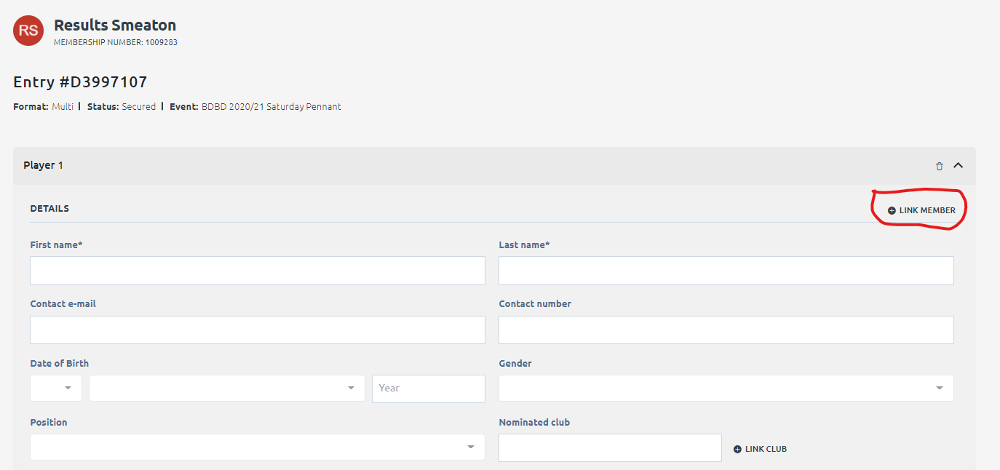 RS
Results Smeaton
MEMBERSHIP NUMBER: 1009283
Entry #D3997107
Format: Multi | Status: Secured | Event: BDBD 2020/21 Saturday Pennant
Player 1
DETAILS
LINK MEMBER
First name*
Last name*
Contact e-mail
Contact number
Date of Birth
Gender
Year
Position
Nominated club
LINK CLUB